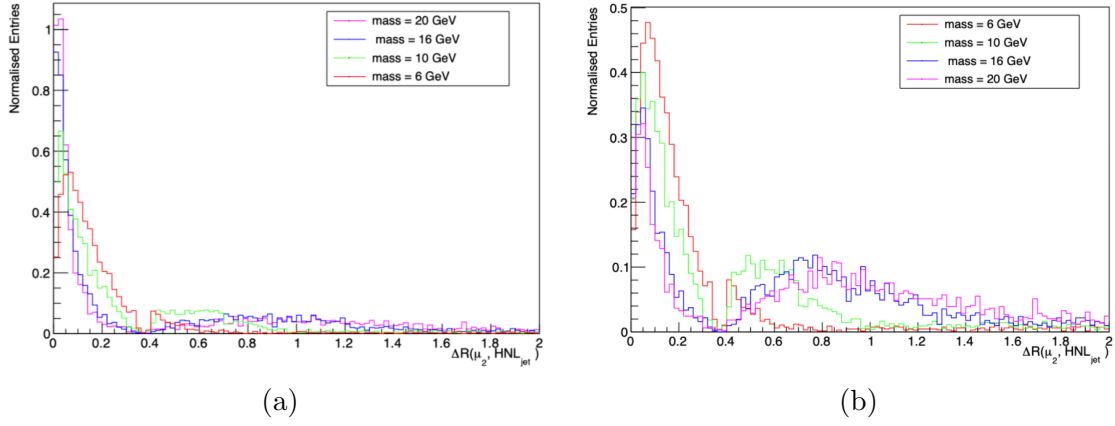 Normalised Entries
1
0.8
0.6
0.4
0.2
0
mass = 20 GeV
mass = 16 GeV
mass = 10 GeV
mass = 6 GeV
0 0.2 0.4 0.6 0.8 1 1.2 1.4 1.6 1.8 2
ΔR(μ2, HNLjet)
(a)
Normalised Entries
0.5
0.4
0.3
0.2
0.1
0
mass = 6 GeV
mass = 10 GeV
mass = 16 GeV
mass = 20 GeV
0 0.2 0.4 0.6 0.8 1 1.2 1.4 1.6 1.8 2
ΔR(μ2, HNLjet)
(b)